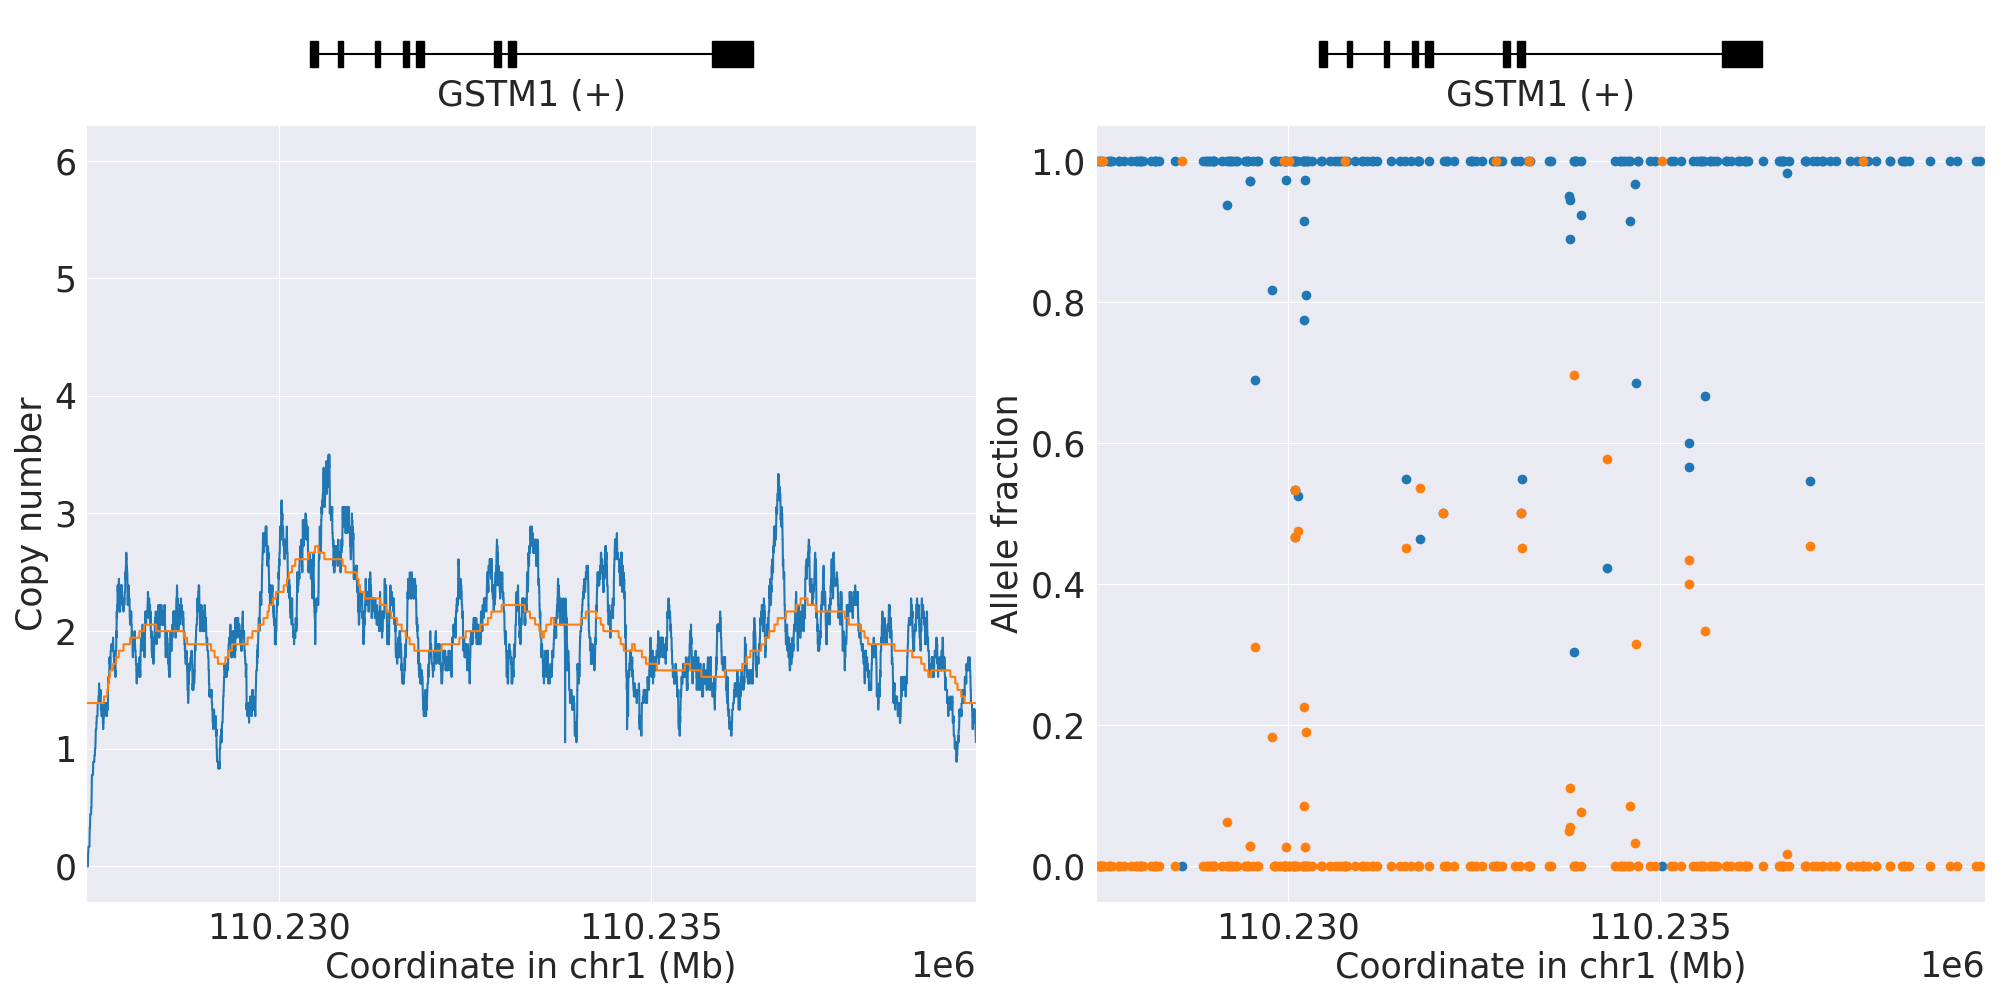 GSTM1 (+)
6
5
4
3
2
1
0
Copy number
110.230
110.235
Coordinate in chr1 (Mb)
1e6
GSTM1 (+)
1.0
0.8
0.6
0.4
0.2
0.0
Allele fraction
110.230
110.235
Coordinate in chr1 (Mb)
1e6